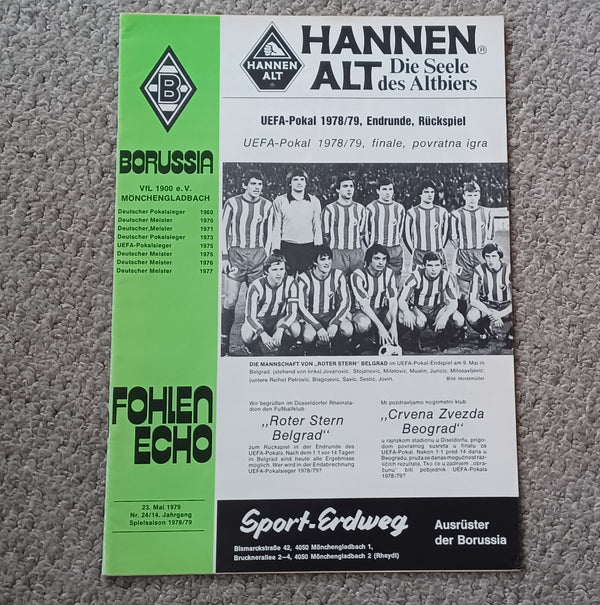 B
BORUSSIA
VfL 1900 e. V.
MÖNCHENGLADBACH
Deutscher Pokalsieger 1960
Deutscher Meister 1970
Deutscher Meister 1971
Deutscher Pokalsieger 1973
UEFA-Pokalsieger 1975
Deutscher Meister 1975
Deutscher Meister 1976
Deutscher Meister 1977
FOHLEN
ECHO
23. Mai 1979
Nr. 24/14. Jahrgang
Spielsaison 1978/79
HANNEN
ALT
HANNEN®
ALT Die Seele
des Altbiers
UEFA-Pokal 1978/79, Endrunde, Rückspiel
UEFA-Pokal 1978/79, finale, povratna igra
DIE MANNSCHAFT VON „ROTER STERN" BELGRAD im UEFA-Pokal-Endspiel am 9. Mai in
Belgrad: (stehend von links) Jovanovic, Stojanovic, Miletovic, Muslin, Juricic, Milosavljevic,
(untere Reihe) Petrovic, Blagojevic, Savic, Sestic, Jovin. Bild: Horstmüller
Wir begrüßen im Düsseldorfer Rheinsta-
dion den Fußballklub
„Roter Stern
Belgrad"
zum Rückspiel in der Endrunde des
UEFA-Pokals. Nach dem 1:1 vor 14 Tagen
in Belgrad sind heute alle Ergebnisse
möglich. Wer wird in der Endabrechnung
UEFA-Pokalsieger 1978/79?
Mi pozdravljamo nogometni klub
„Crvena Zvezda
Beograd"
u rajnskom stadionu u Diseldorfu, prigo-
dom povratnog susreta u finalu za
UEFA-Pokal. Nakon 1:1 pred 14 dana u
Beogradu, pruža se danas mogućnost raz-
ličitih rezultata. Tko će u zadnjem „obra-
čunu" biti pobjednik UEFA-Pokala
1978/79?
Sport-Erdweg
Bismarckstraße 42, 4050 Mönchengladbach 1,
Brucknerallee 2–4, 4050 Mönchengladbach 2 (Rheydt)
Ausrüster
der Borussia